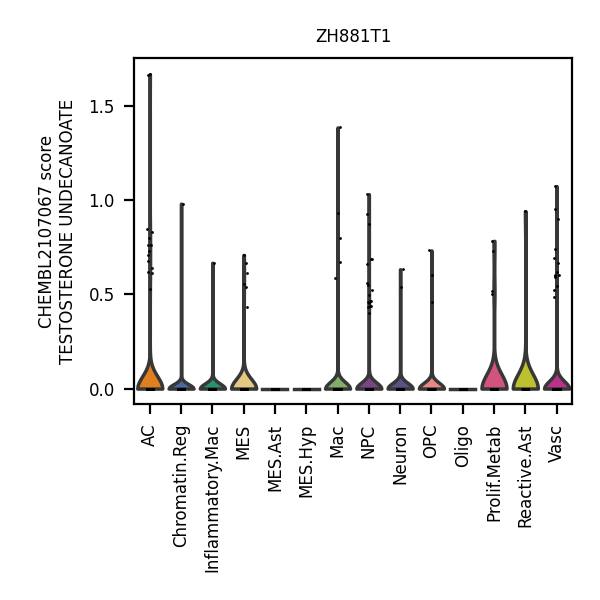 ZH881T1
CHEMBL2107067 score
TESTOSTERONE UNDECANOATE
1.5
1.0
0.5
0.0
AC
Chromatin.Reg
Inflammatory.Mac
MES
MES.Ast
MES.Hyp
Mac
NPC
Neuron
OPC
Oligo
Prolif.Metab
Reactive.Ast
Vasc